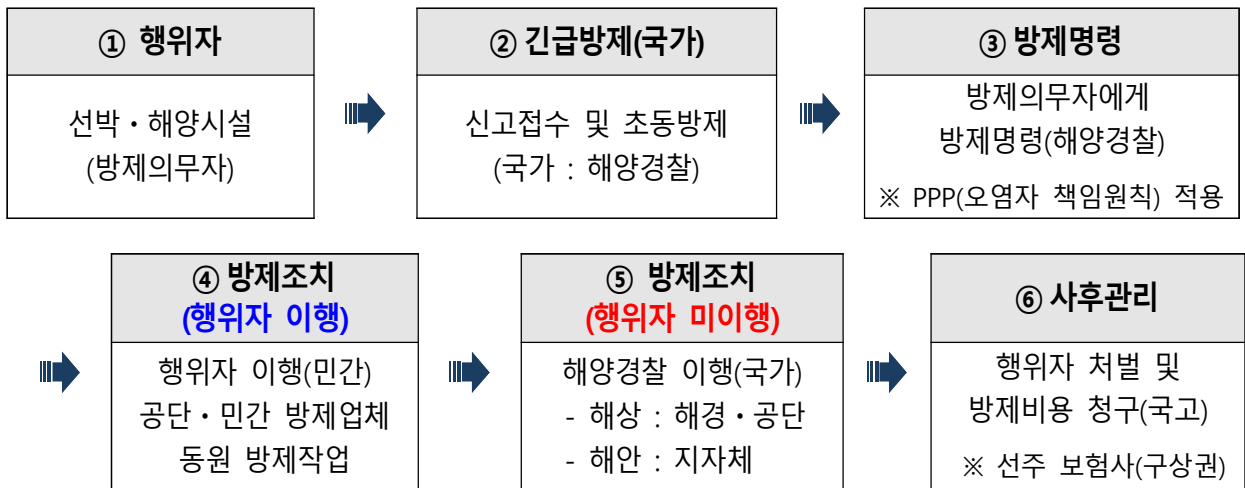 ① 행위자
선박・해양시설
(방제의무자)
② 긴급방제(국가)
신고접수 및 초동방제
(국가 : 해양경찰)
③ 방제명령
방제의무자에게
방제명령(해양경찰)
※ PPP(오염자 책임원칙) 적용
④ 방제조치
(행위자 이행)
행위자 이행(민간)
공단・민간 방제업체
동원 방제작업
⑤ 방제조치
(행위자 미이행)
해양경찰 이행(국가)
- 해상 : 해경・공단
- 해안 : 지자체
⑥ 사후관리
행위자 처벌 및
방제비용 청구(국고)
※ 선주 보험사(구상권)